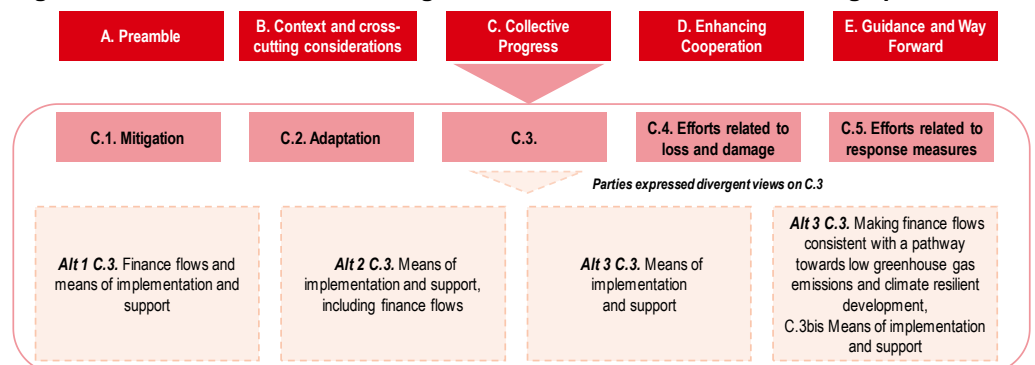 A. Preamble
B. Context and cross-
cutting considerations
C. Collective
Progress
D. Enhancing
Cooperation
E. Guidance and Way
Forward
C.1. Mitigation
C.2. Adaptation
C.3.
C.4. Efforts related to
loss and damage
C.5. Efforts related to
response measures
Parties expressed divergent views on C.3
Alt 1 C.3. Finance flows and
means of implementation and
support
Alt 2 C.3. Means of
implementation and support,
including finance flows
Alt 3 C.3. Means of
implementation
and support
Alt 3 C.3. Making finance flows
consistent with a pathway
towards low greenhouse gas
emissions and climate resilient
development,
C.3bis Means of implementation
and support